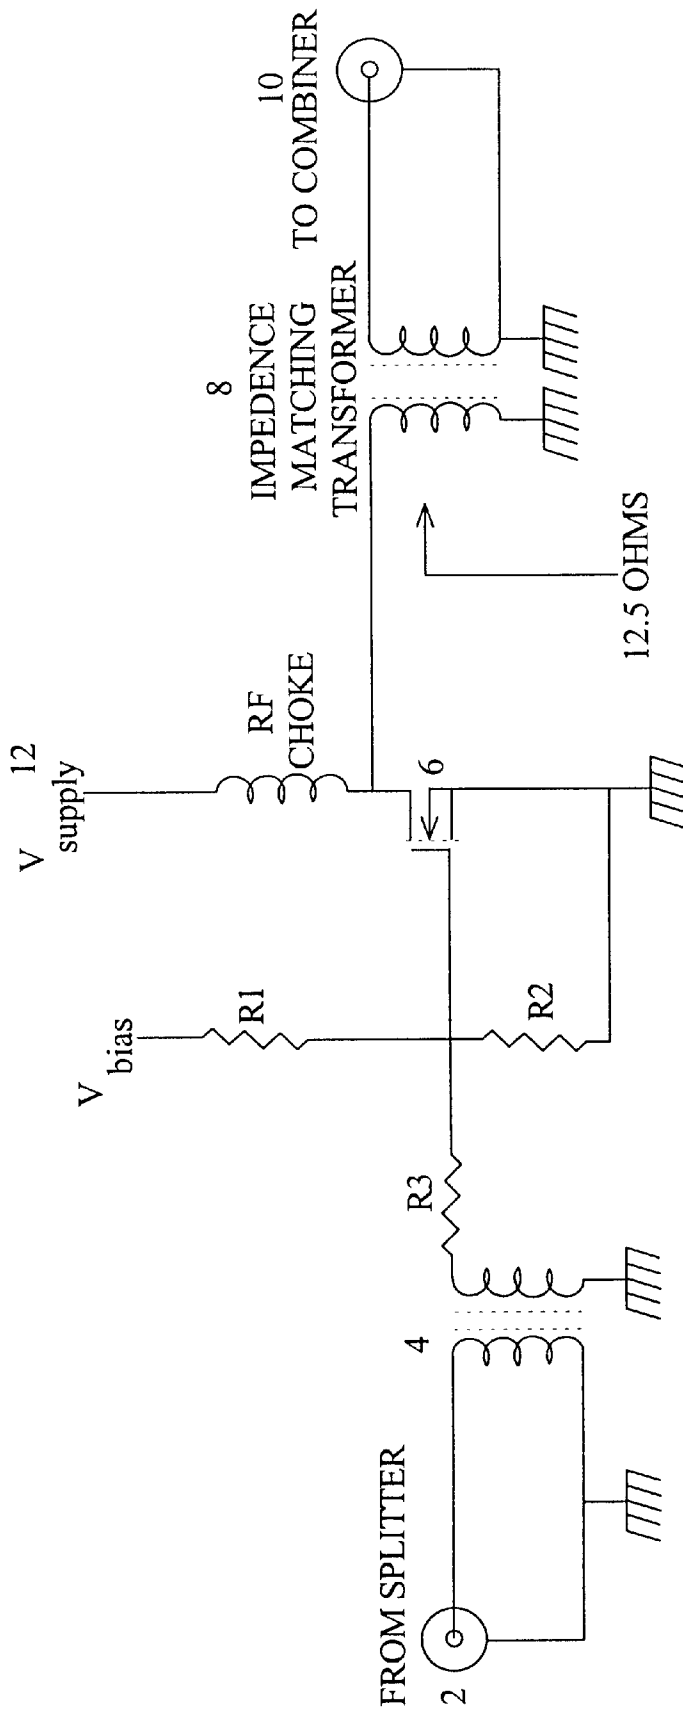 FROM SPLITTER
2
4
R3
V
bias
R1
R2
V
supply
12
RF
CHOKE
6
12.5 OHMS
8
IMPEDENCE
MATCHING
TRANSFORMER
10
TO COMBINER